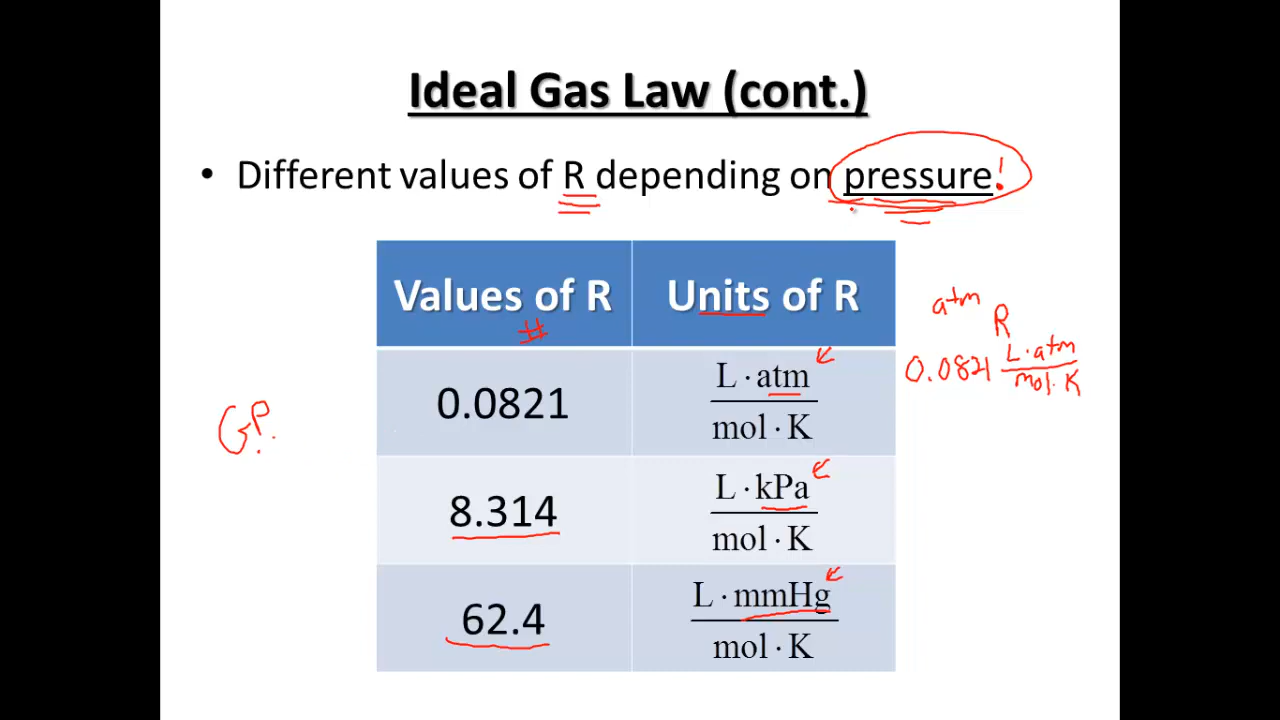 Ideal Gas Law (cont.)
• Different values of R depending on pressure!
Values of R
Units of R
#
0.0821
L · atm
mol · K
8.314
L · kPa
mol · K
62.4
L · mmHg
mol · K
atm
R
0.0821 L · atm
mol · K